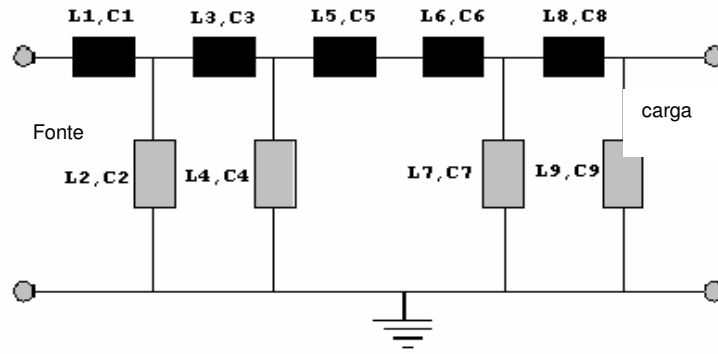 L1,C1
L3,C3
L5,C5
L6,C6
L8,C8
Fonte
carga
L2,C2
L4,C4
L7,C7
L9,C9